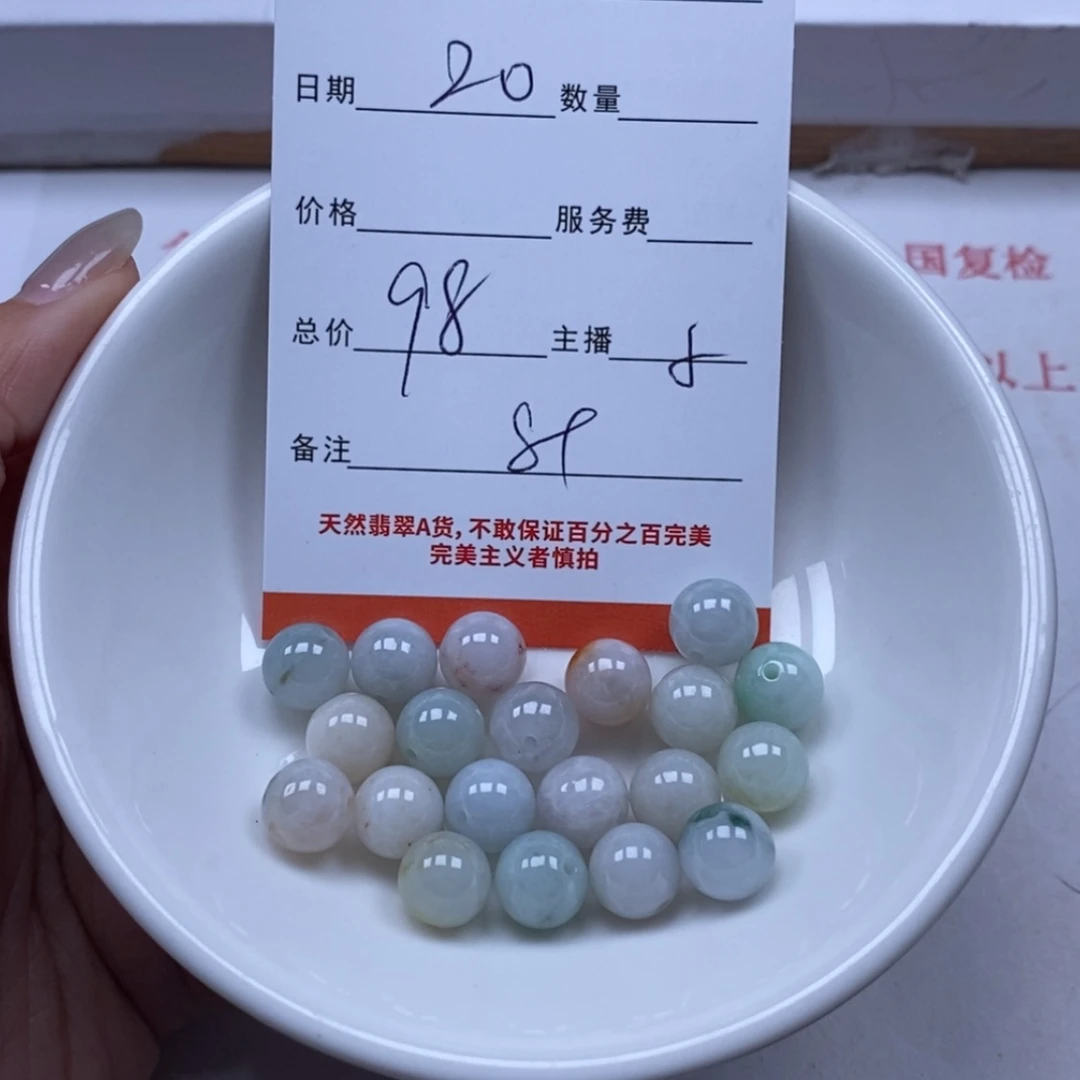 日期 20 数量
价格 服务费
总价 98 主播
备注
天然翡翠A货,不敢保证百分之百完美
完美主义者慎拍
国复检
以上